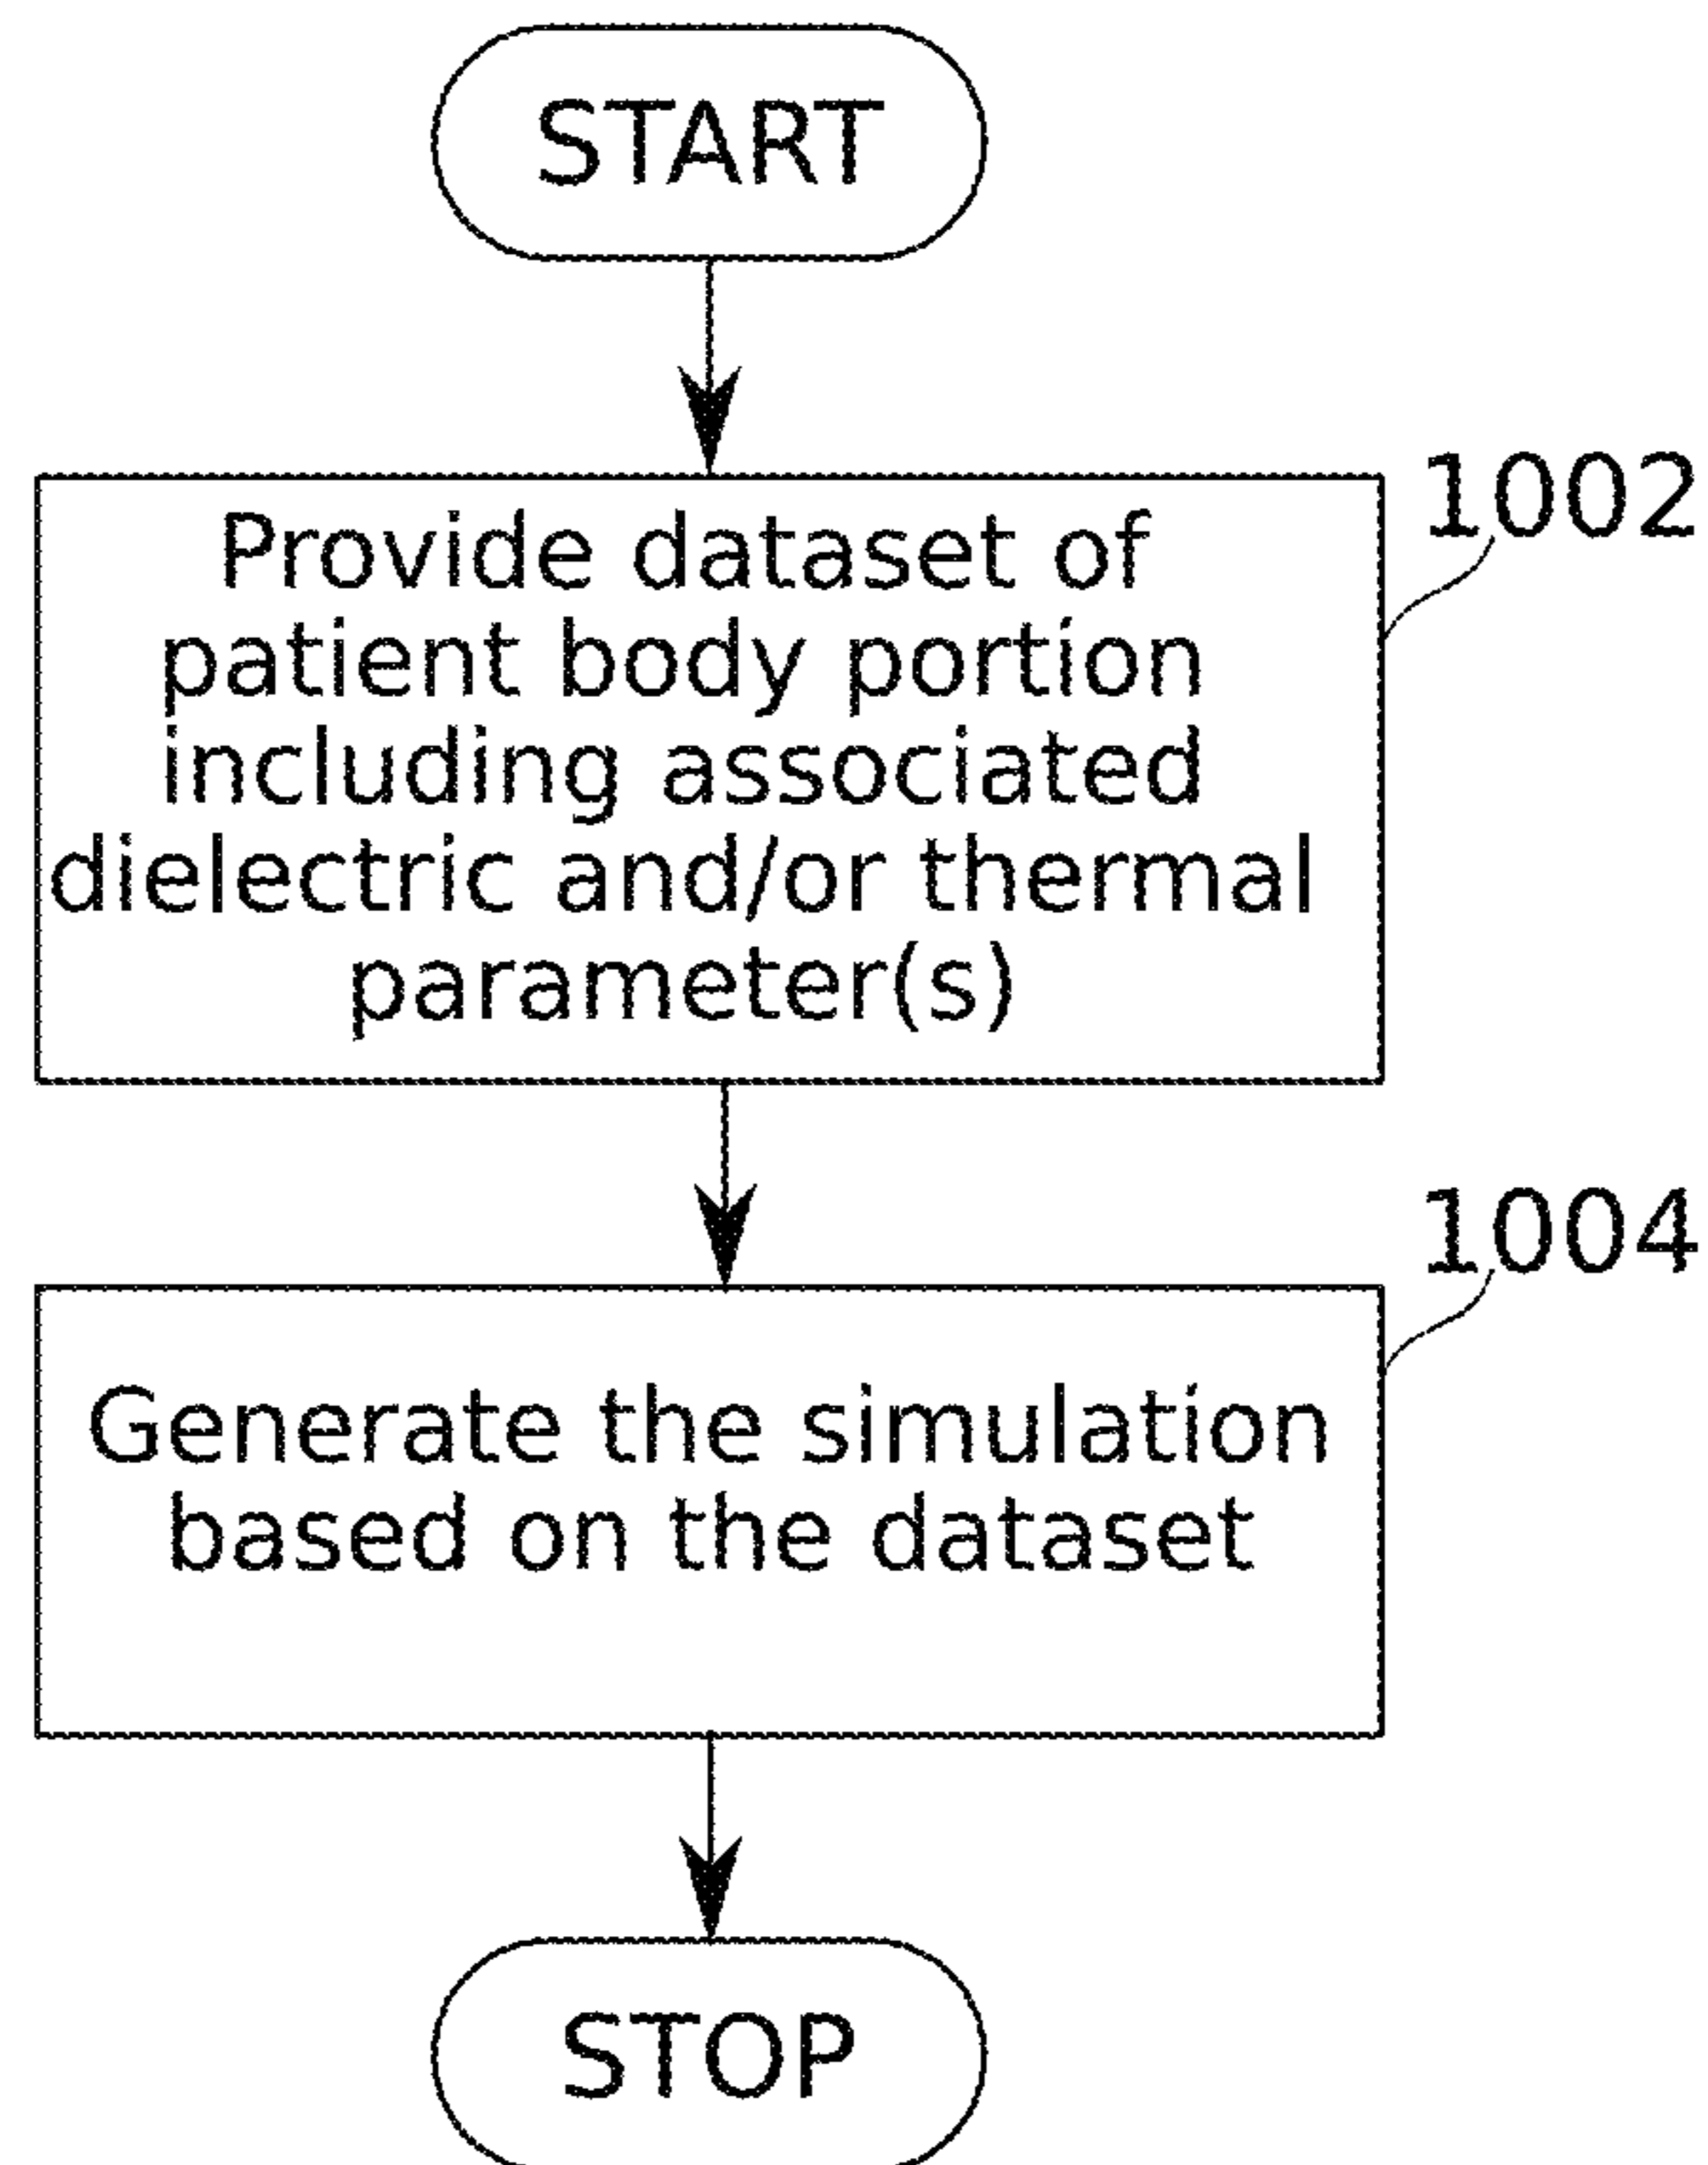 START
1002
Provide dataset of
patient body portion
including associated
dielectric and/or thermal
parameter(s)
1004
Generate the simulation
based on the dataset
STOP